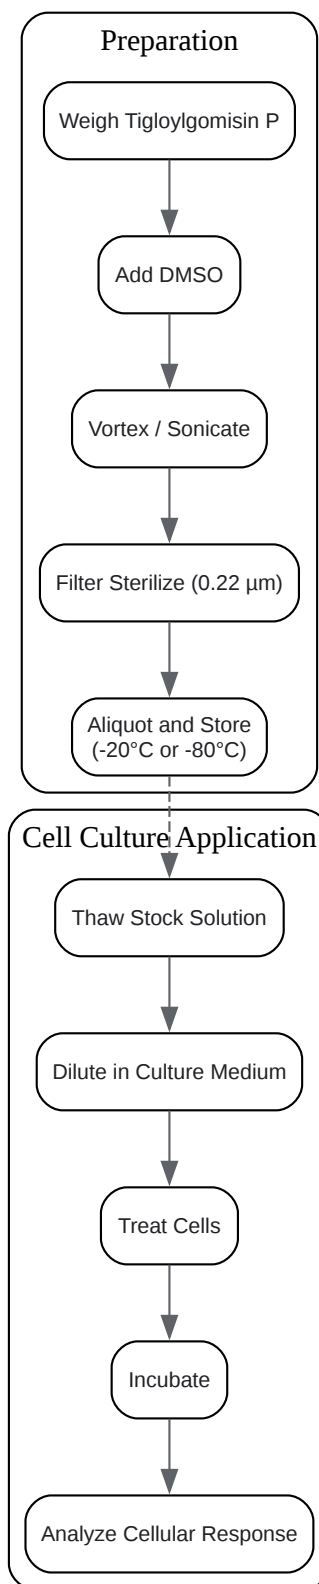 Preparation
Weigh Tigloylgomisin P
Add DMSO
Vortex / Sonicate
Filter Sterilize (0.22 µm)
Aliquot and Store
(-20°C or -80°C)
Cell Culture Application
Thaw Stock Solution
Dilute in Culture Medium
Treat Cells
Incubate
Analyze Cellular Response